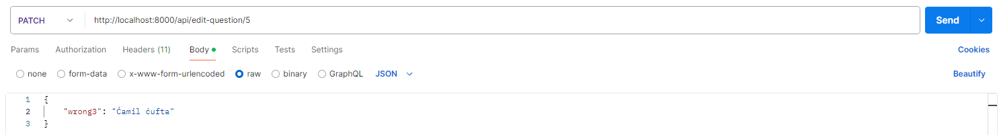 PATCH http://localhost:8000/api/edit-question/5 Send
Params Authorization Headers (11) Body Scripts Tests Settings Cookies
none form-data x-www-form-urlencoded raw binary GraphQL JSON Beautify
1 {
2 "wrong3": "Ćamil ćufta"
3 }